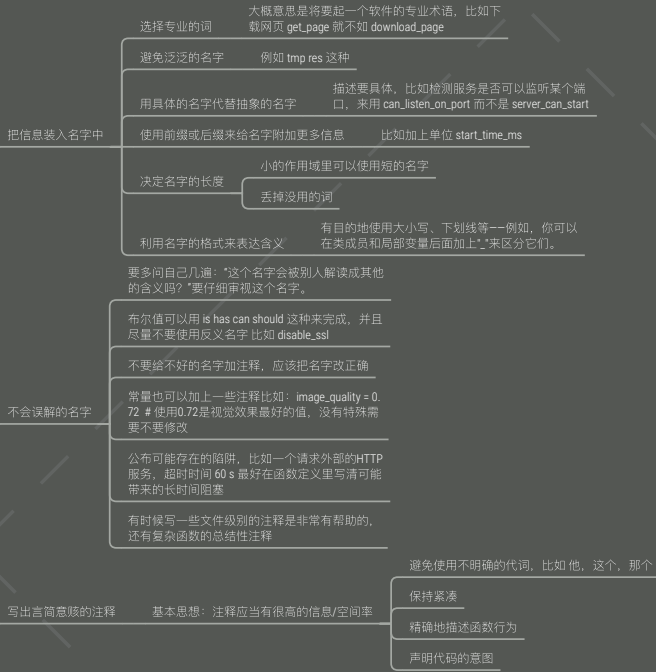 把信息装入名字中
选择专业的词
大概意思是将要起一个软件的专业术语，比如下
载网页 get_page 就不如 download_page
避免泛泛的名字
例如 tmp res 这种
用具体的名字代替抽象的名字
描述要具体，比如检测服务是否可以监听某个端
口，来用 can_listen_on_port 而不是 server_can_start
使用前缀或后缀来给名字附加更多信息
比如加上单位 start_time_ms
决定名字的长度
小的作用域里可以使用短的名字
丢掉没用的词
利用名字的格式来表达含义
有目的地使用大小写、下划线等——例如，你可以
在类成员和局部变量后面加上"_"来区分它们。
不会误解的名字
要多问自己几遍："这个名字会被别人解读成其他
的含义吗？"要仔细审视这个名字。
布尔值可以用 is has can should 这种来完成，并且
尽量不要使用反义名字 比如 disable_ssl
不要给不好的名字加注释，应该把名字改正确
常量也可以加上一些注释比如：image_quality = 0.
72 # 使用0.72是视觉效果最好的值，没有特殊需
要不要修改
公布可能存在的陷阱，比如一个请求外部的HTTP
服务，超时时间 60 s 最好在函数定义里写清可能
带来的长时间阻塞
有时候写一些文件级别的注释是非常有帮助的，
还有复杂函数的总结性注释
写出言简意赅的注释
基本思想：注释应当有很高的信息/空间率
避免使用不明确的代词，比如 他，这个，那个
保持紧凑
精确地描述函数行为
声明代码的意图